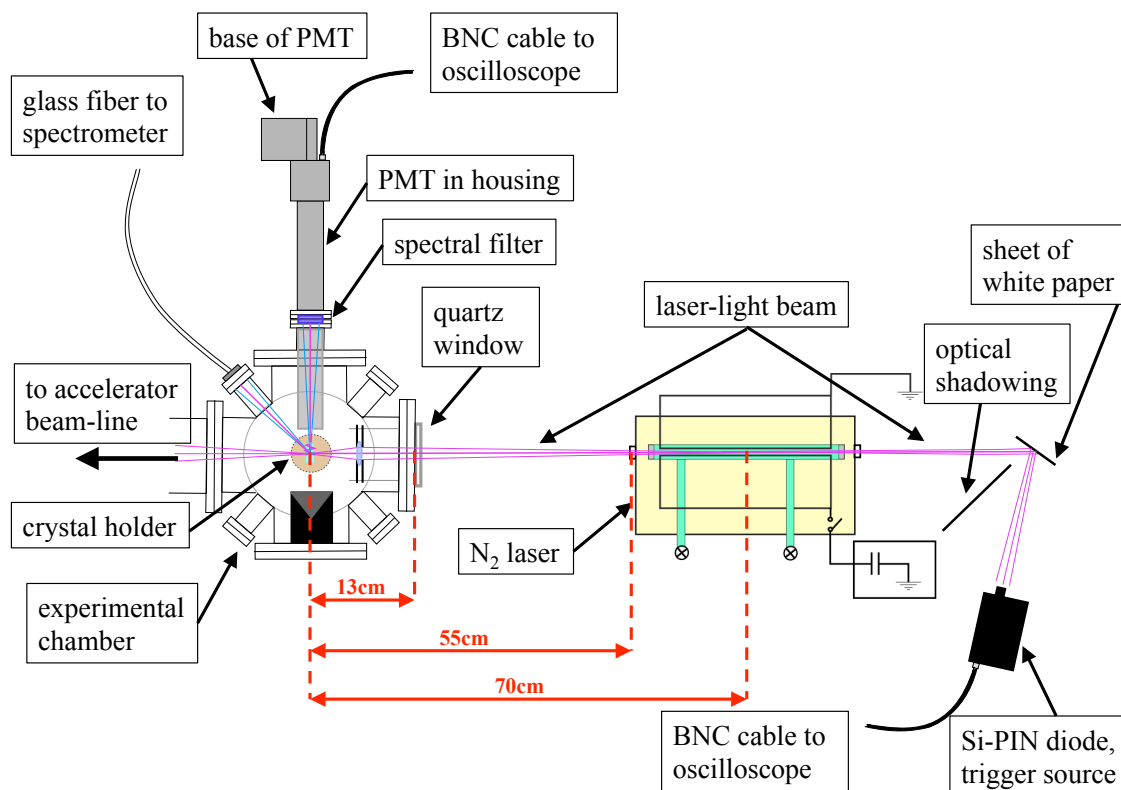 base of PMT
BNC cable to
oscilloscope
glass fiber to
spectrometer
PMT in housing
spectral filter
sheet of
white paper
laser-light beam
quartz
window
optical
shadowing
to accelerator
beam-line
crystal holder
N₂ laser
13cm
experimental
chamber
55cm
70cm
BNC cable to
oscilloscope
Si-PIN diode,
trigger source